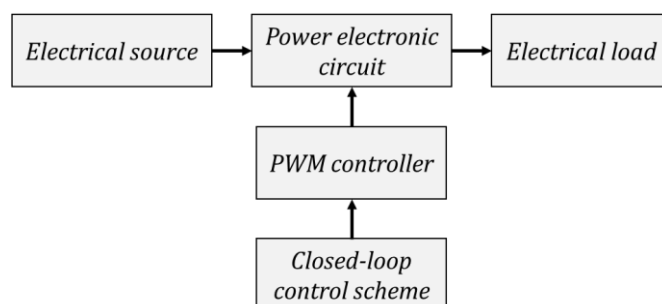 Electrical source
Power electronic
circuit
Electrical load
PWM controller
Closed-loop
control scheme